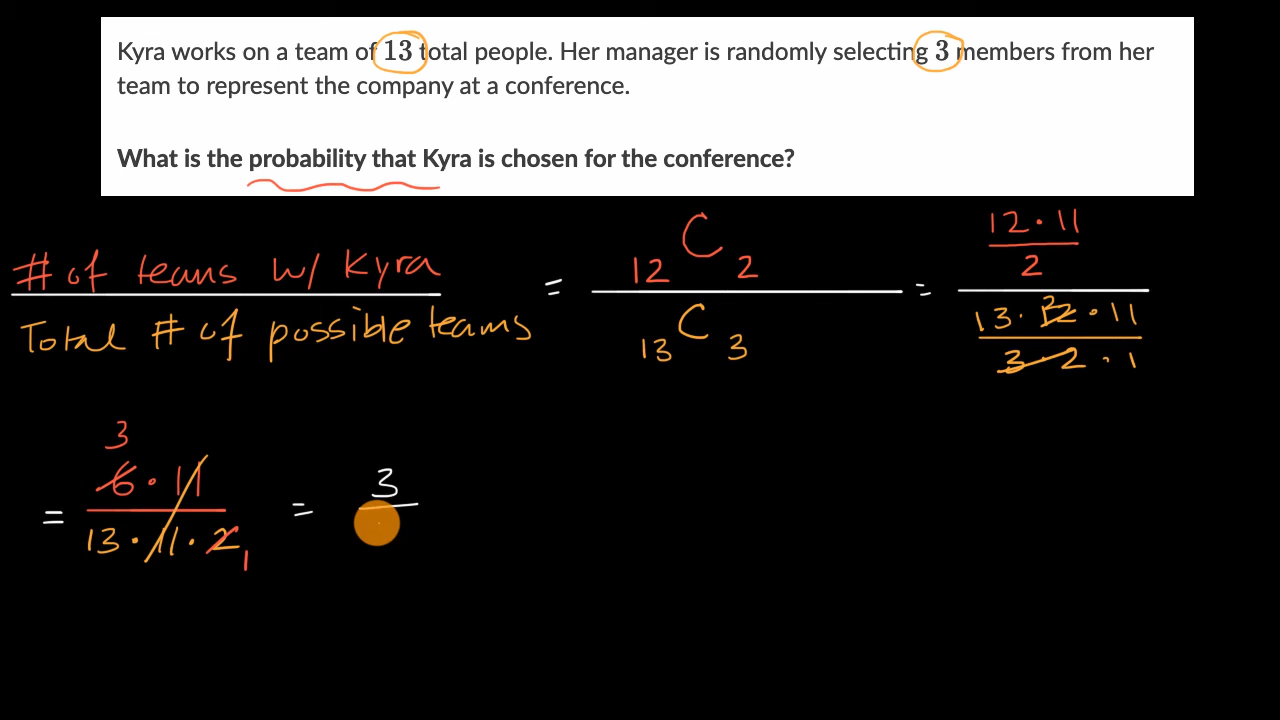 Kyra works on a team of 13 total people. Her manager is randomly selecting 3 members from her
team to represent the company at a conference.
What is the probability that Kyra is chosen for the conference?
# of teams w/ Kyra
Total # of possible teams
=
12 C 2
13 C 3
=
12 · 11
2
13 · 12 · 11
3 · 2 · 1
2
=
3
6 · 11
13 · 11 · 2
1
=
3